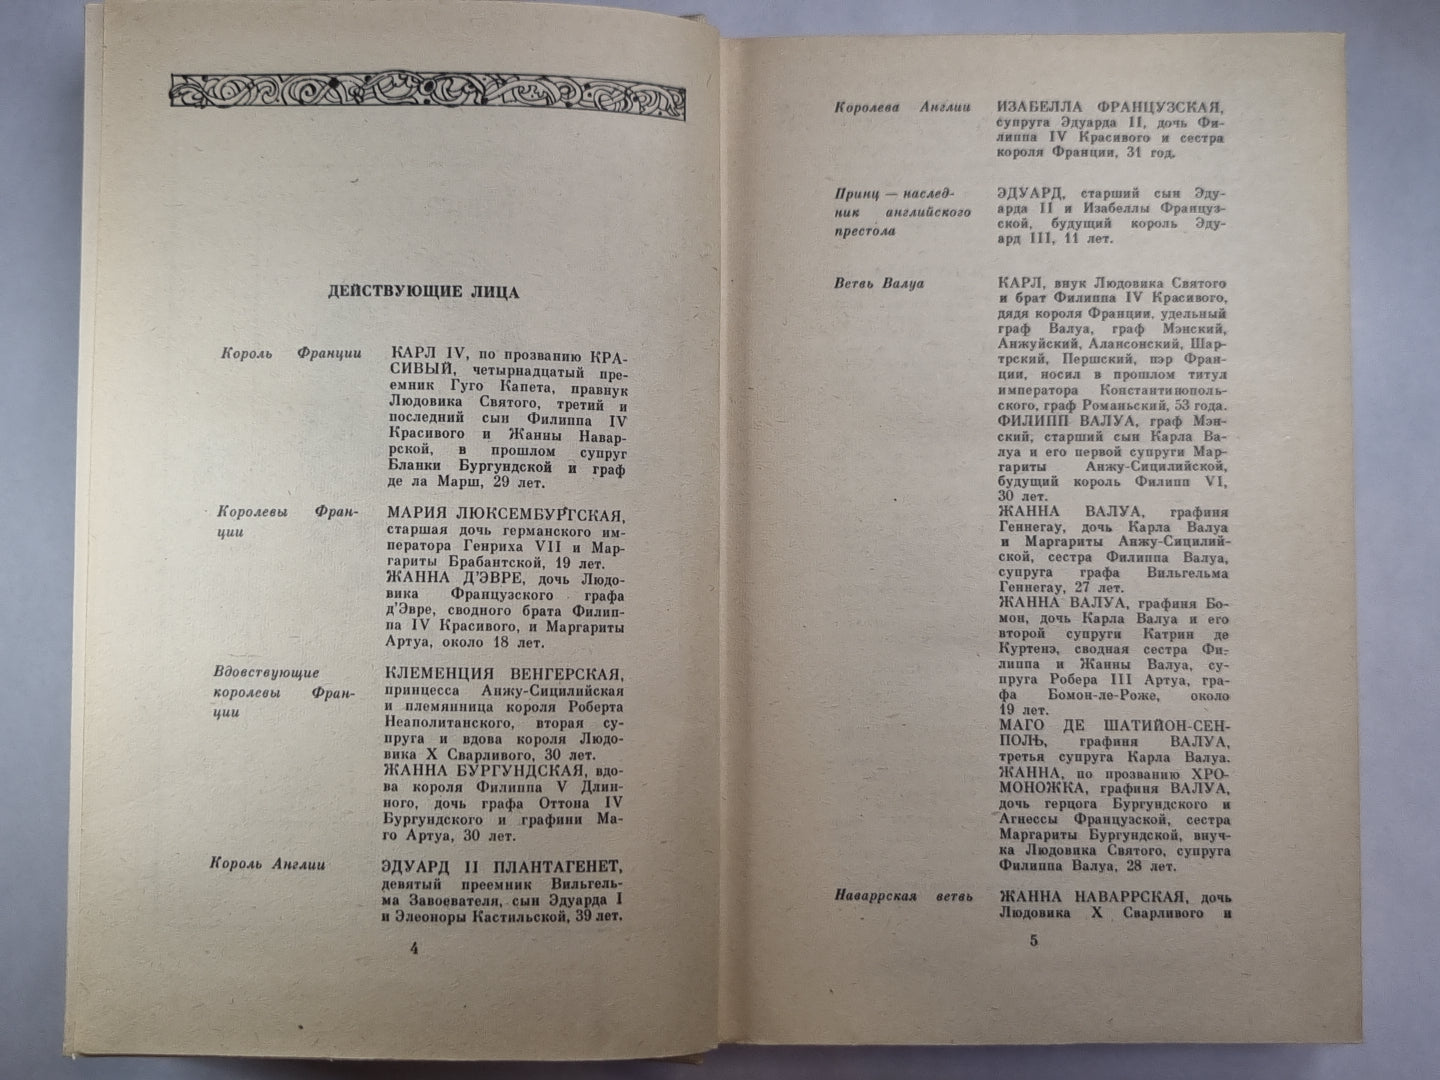 ДЕЙСТВУЮЩИЕ ЛИЦА
Король Франции
КАРЛ IV, по прозванию КРА-
СИВЫЙ, четырнадцатый пре-
емник Гуго Капета, правнук
Людовика Святого, третий и
последний сын Филиппа IV
Красивого и Жанны Навар-
рской, в прошлом супруг
Бланки Бургундской и граф
де ла Марш, 29 лет.
Королевы Фран-
ции
МАРИЯ ЛЮКСЕМБУРГСКАЯ,
старшая дочь германского им-
ператора Генриха VII и Мар-
гариты Брабантской, 19 лет.
ЖАННА Д'ЭВРЕ, дочь Людо-
вика Французского графа
д'Эвре, сводного брата Филип-
па IV Красивого, и Маргариты
Артуа, около 18 лет.
Вдовствующие
королевы Фран-
ции
КЛЕМЕНЦИЯ ВЕНГЕРСКАЯ,
принцесса Анжу-Сицилийская
и племянница короля Роберта
Неаполитанского, вторая су-
пруга и вдова короля Людо-
вика X Сварливого, 30 лет.
ЖАННА БУРГУНДСКАЯ, вдо-
ва короля Филиппа V Длин-
ного, дочь графа Оттона IV
Бургундского и графини Ма-
го Артуа, 30 лет.
Король Англии
ЭДУАРД II ПЛАНТАГЕНЕТ,
девятый преемник Вильгель-
ма Завоевателя, сын Эдуарда I
и Элеоноры Кастильской, 39 лет.
4
Королева Англии
ИЗАБЕЛЛА ФРАНЦУЗСКАЯ,
супруга Эдуарда II, дочь Фи-
липпа IV Красивого и сестра
короля Франции, 31 год.
Принц — наслед-
ник английского
престола
ЭДУАРД, старший сын Эду-
арда II и Изабеллы Француз-
ской, будущий король Эду-
ард III, 11 лет.
Ветвь Валуа
КАРЛ, внук Людовика Святого
и брат Филиппа IV Красивого,
дядя короля Франции, удельный
граф Валуа, граф Мэнский,
Анжуйский, Алансонский, Шар-
трский, Першский, пэр Фран-
ции, носил в прошлом титул
императора Константинополь-
ского, граф Романьский, 53 года.
ФИЛИПП ВАЛУА, граф Мэн-
ский, старший сын Карла Ва-
луа и его первой супруги Мар-
гариты Анжу-Сицилийской,
будущий король Филипп VI,
30 лет.
ЖАННА ВАЛУА, графиня
Геннегау, дочь Карла Валуа
и Маргариты Анжу-Сицилий-
ской, сестра Филиппа Валуа,
супруга графа Вильгельма
Геннегау, 27 лет.
ЖАННА ВАЛУА, графиня Бо-
мон, дочь Карла Валуа и его
второй супруги Катрин де
Куртенэ, сводная сестра Фи-
липпа и Жанны Валуа, су-
пруга Робера III Артуа, гра-
фа Бомон-ле-Роже, около
19 лет.
МАГО ДЕ ШАТИЙОН-СЕН-
ПОЛЬ, графиня ВАЛУА,
третья супруга Карла Валуа.
ЖАННА, по прозванию ХРО-
МОНОЖКА, графиня ВАЛУА,
дочь герцога Бургундского и
Агнессы Французской, сестра
Маргариты Бургундской, внуч-
ка Людовика Святого, супруга
Филиппа Валуа, 28 лет.
Наваррская ветвь
ЖАННА НАВАРРСКАЯ, дочь
Людовика X Сварливого и
5